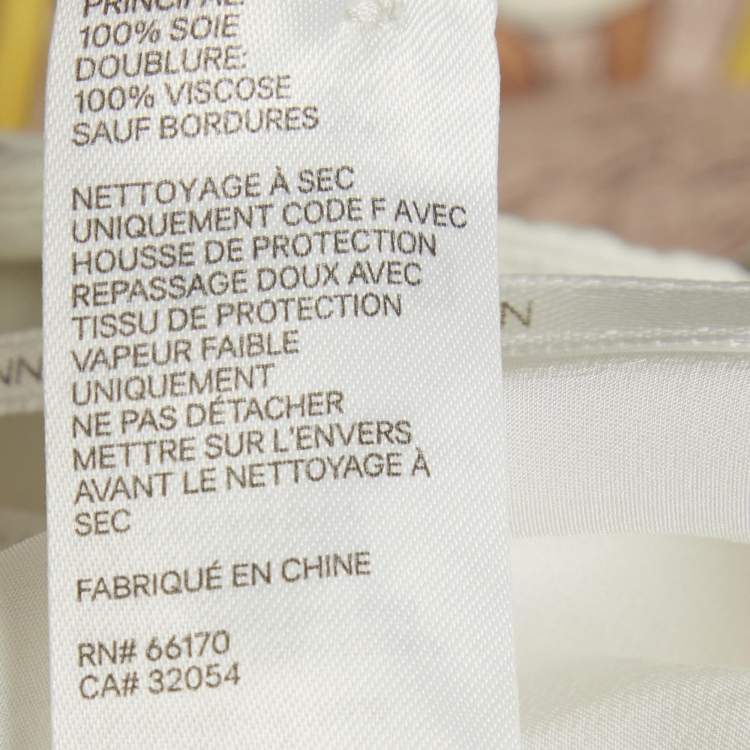 PRINCIPAL:
100% SOIE
DOUBLURE:
100% VISCOSE
SAUF BORDURES
NETTOYAGE À SEC
UNIQUEMENT CODE F AVEC
HOUSSE DE PROTECTION
REPASSAGE DOUX AVEC
TISSU DE PROTECTION
VAPEUR FAIBLE
UNIQUEMENT
NE PAS DÉTACHER
METTRE SUR L'ENVERS
AVANT LE NETTOYAGE À
SEC
FABRIQUÉ EN CHINE
RN# 66170
CA# 32054